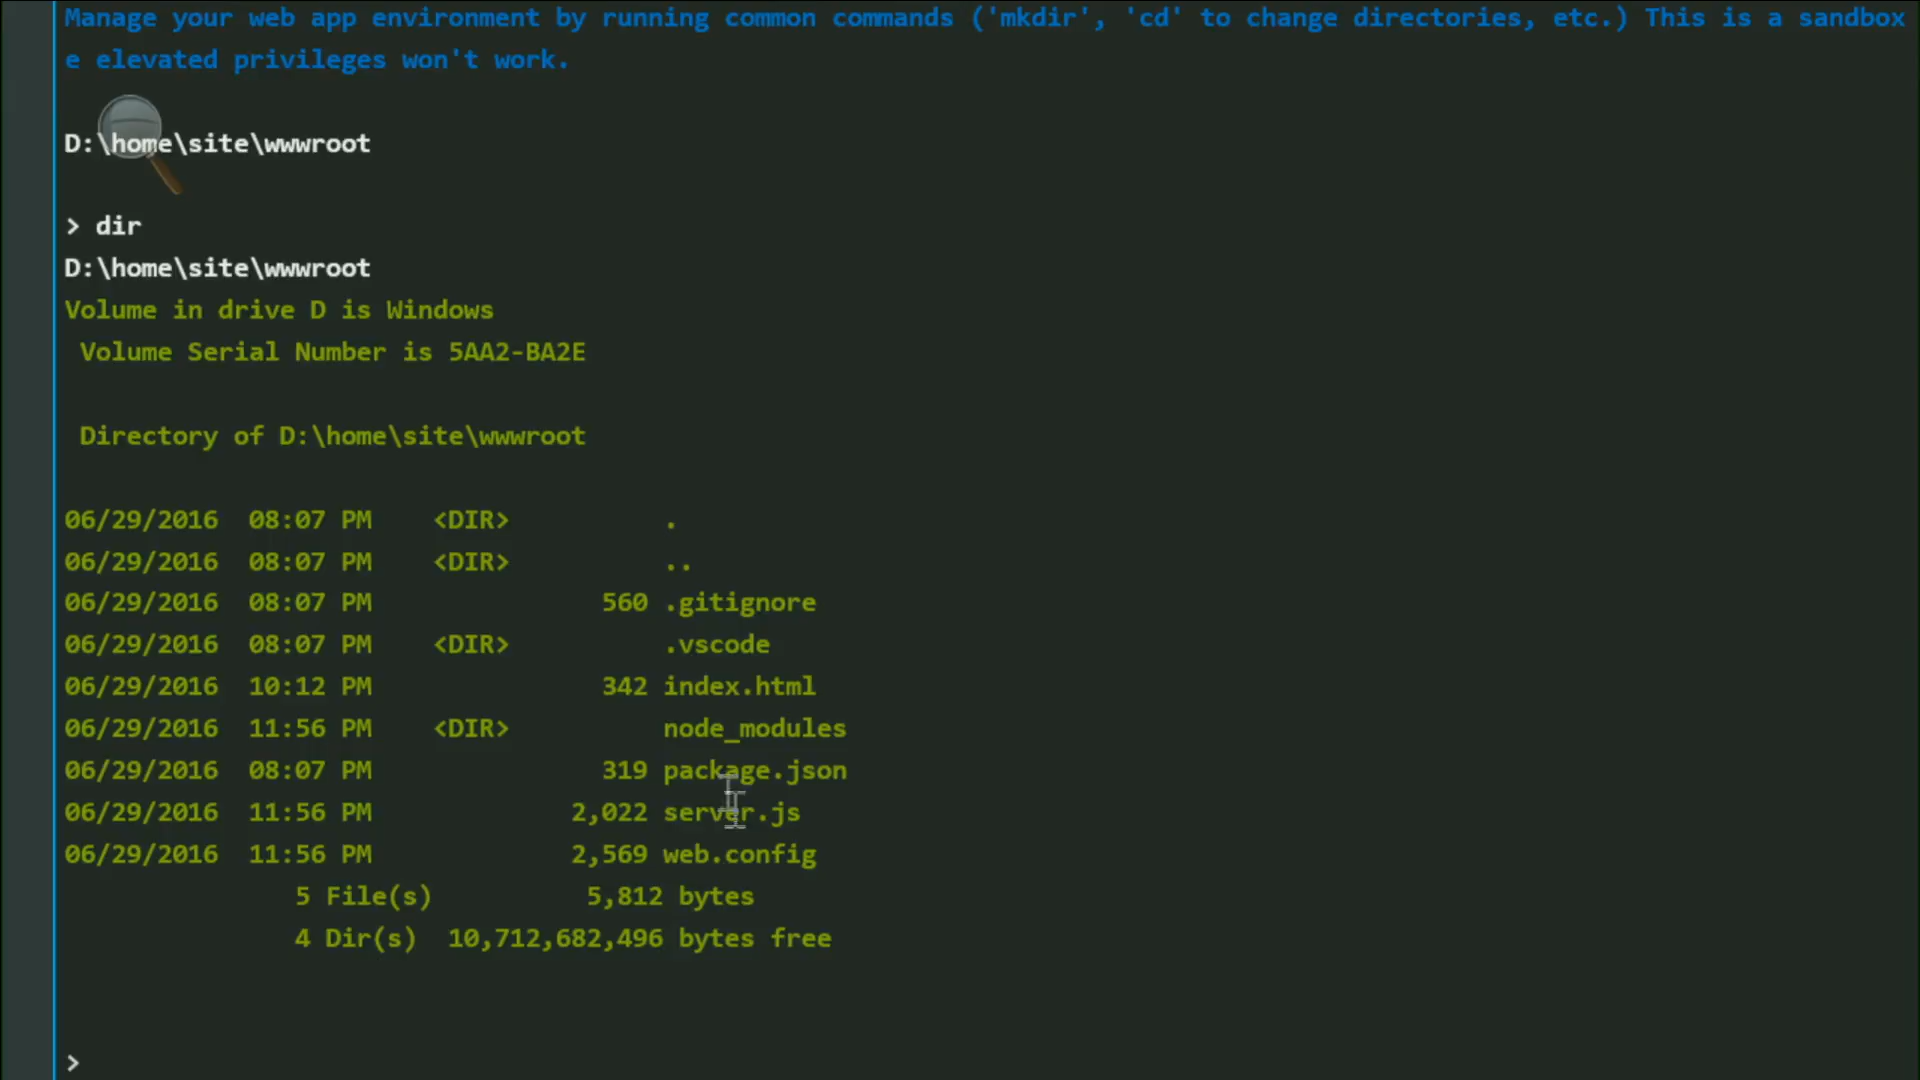 Manage your web app environment by running common commands ('mkdir', 'cd' to change directories, etc.) This is a sandbox
e elevated privileges won't work.
D:\home\site\wwwroot
> dir
D:\home\site\wwwroot
Volume in drive D is Windows
Volume Serial Number is 5AA2-BA2E
Directory of D:\home\site\wwwroot
06/29/2016  08:07 PM    <DIR>          .
06/29/2016  08:07 PM    <DIR>          ..
06/29/2016  08:07 PM               560 .gitignore
06/29/2016  08:07 PM    <DIR>          .vscode
06/29/2016  10:12 PM               342 index.html
06/29/2016  11:56 PM    <DIR>          node_modules
06/29/2016  08:07 PM               319 package.json
06/29/2016  11:56 PM             2,022 server.js
06/29/2016  11:56 PM             2,569 web.config
5 File(s)          5,812 bytes
4 Dir(s)  10,712,682,496 bytes free
>